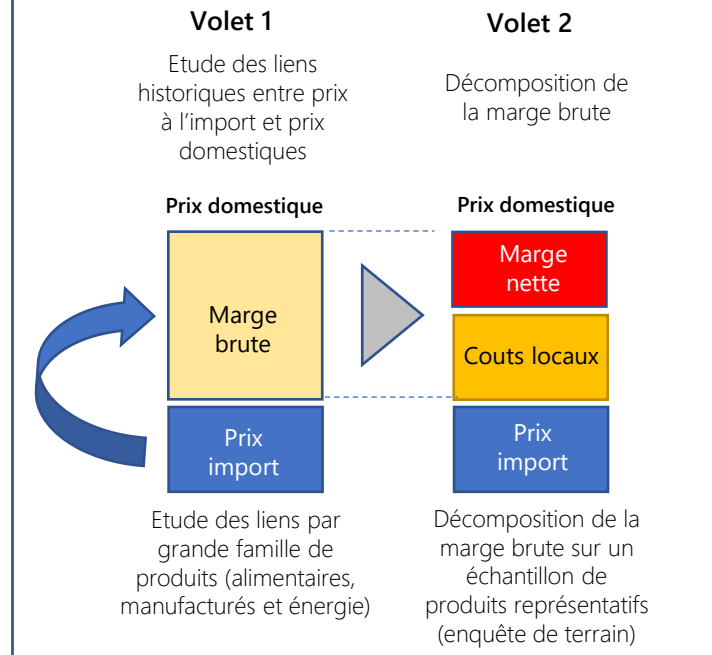 Volet 1
Etude des liens
historiques entre prix
à l'import et prix
domestiques
Prix domestique
Marge
brute
Prix
import
Etude des liens par
grande famille de
produits (alimentaires,
manufacturés et énergie)
Volet 2
Décomposition de
la marge brute
Prix domestique
Marge
nette
Couts locaux
Prix
import
Décomposition de la
marge brute sur un
échantillon de
produits représentatifs
(enquête de terrain)